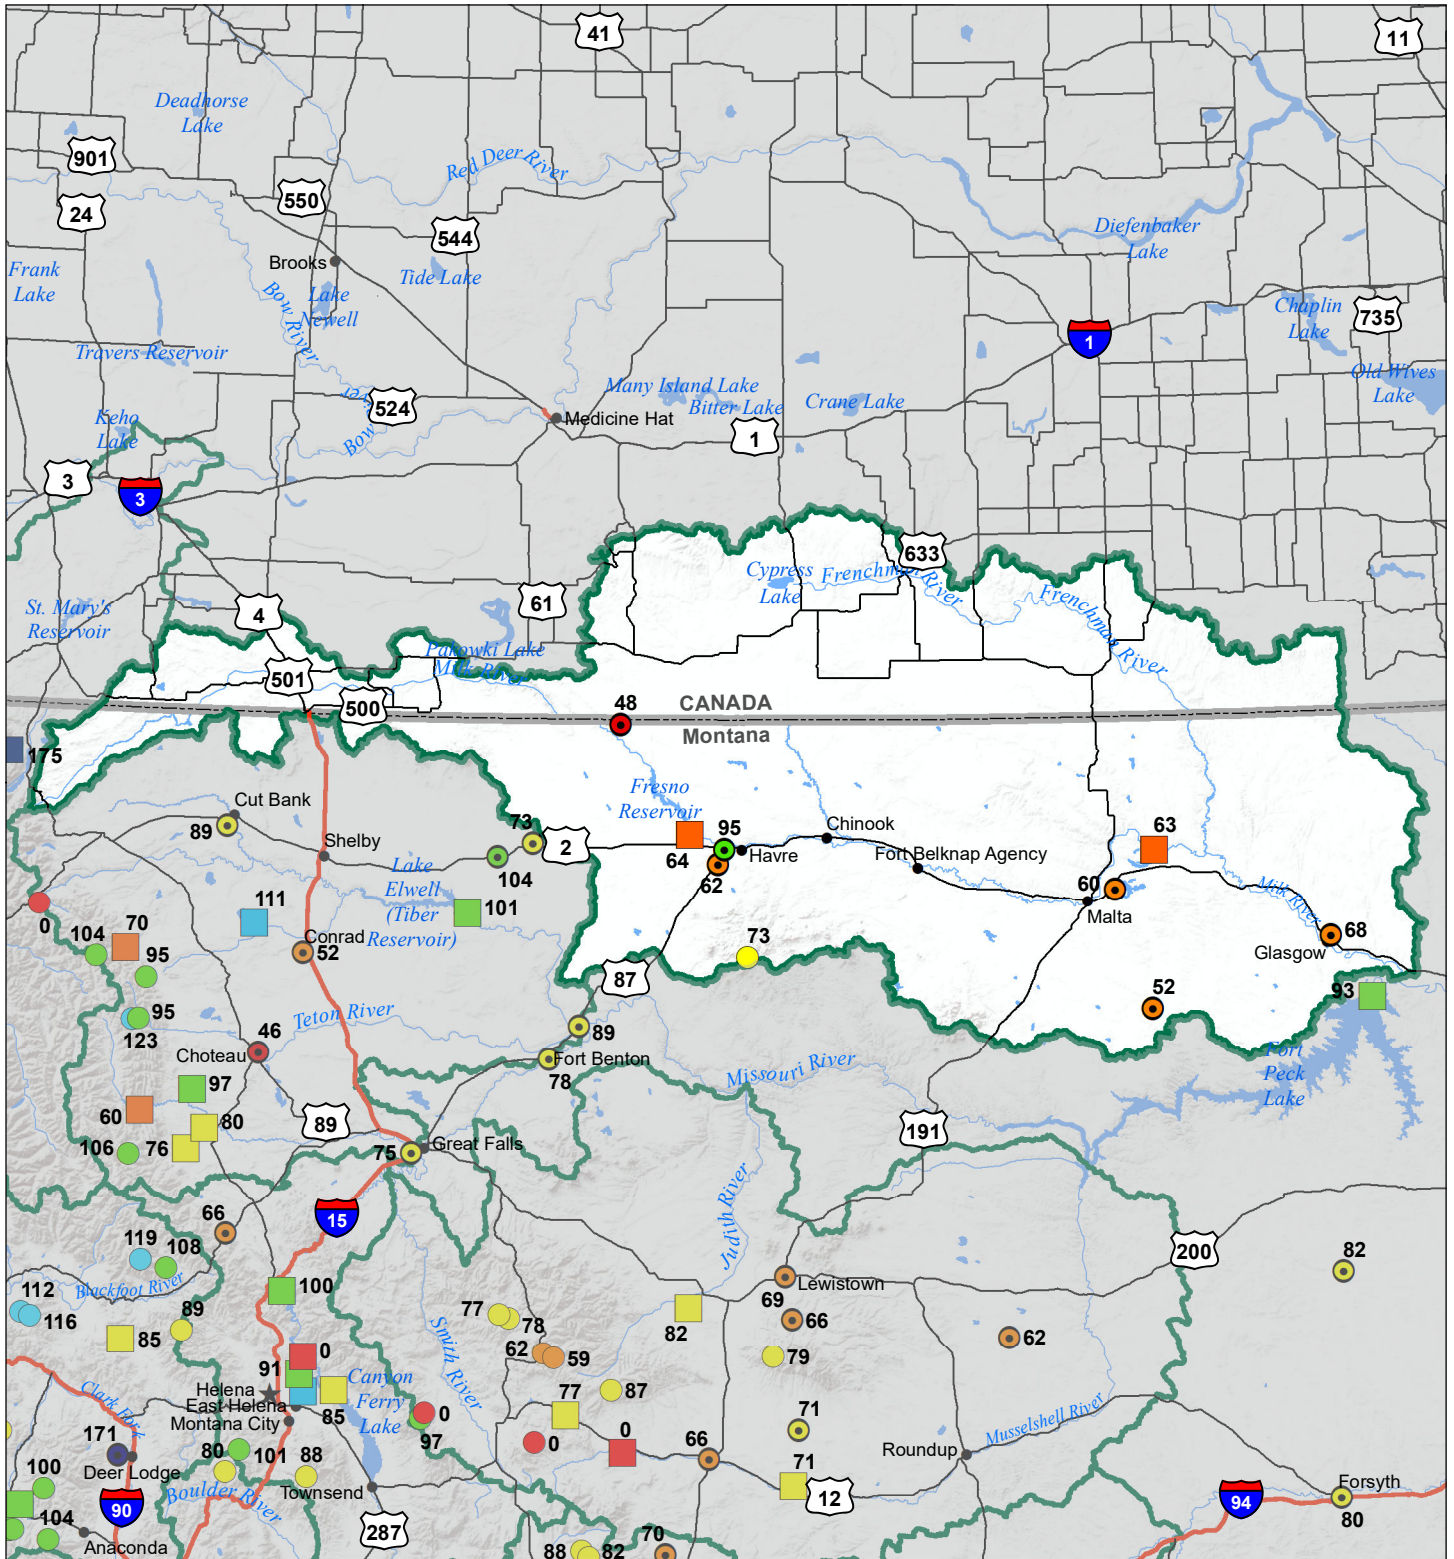 41
11
Deadhorse
Lake
901
Red Deer River
550
24
544
Diefenbaker
Lake
Brooks
Frank
Lake
Tide Lake
Lake
Newell
Bow River
Chaplin
Lake
735
1
Travers Reservoir
Many Island Lake
Bitter Lake
Crane Lake
Old Wives
Lake
524
Keho
Lake
Medicine Hat
Bow
1
3
3
633
Cypress
Lake
Frenchman River
Frenchman River
St. Mary's
Reservoir
4
61
Pakowki Lake
Milk River
501
500
48
CANADA
Montana
175
Fresno
Reservoir
Cut Bank
89
Shelby
73
2
64
95
Havre
62
Chinook
Fort Belknap Agency
63
104
Lake
Elwell
(Tiber
Reservoir)
60
Malta
Milk River
0
111
101
70
104
95
Conrad
52
73
68
Glasgow
87
93
52
95
123
Teton River
46
Choteau
89
Fort Benton
78
Missouri River
Fort
Peck
Lake
97
60
80
89
106
76
75
Great Falls
191
Judith River
15
66
200
119
108
82
Blackfoot River
112
116
100
Lewistown
69
66
89
85
77
78
82
62
Smith River
62
59
79
0
91
Canyon
Ferry
Lake
Helena
East Helena
Montana City
85
87
77
Clark Fork
0
97
0
0
71
Musselshell River
171
Deer Lodge
80
101
88
66
Roundup
71
12
100
Boulder River
Townsend
Forsyth
94
80
90
104
Anaconda
287
88
82
70